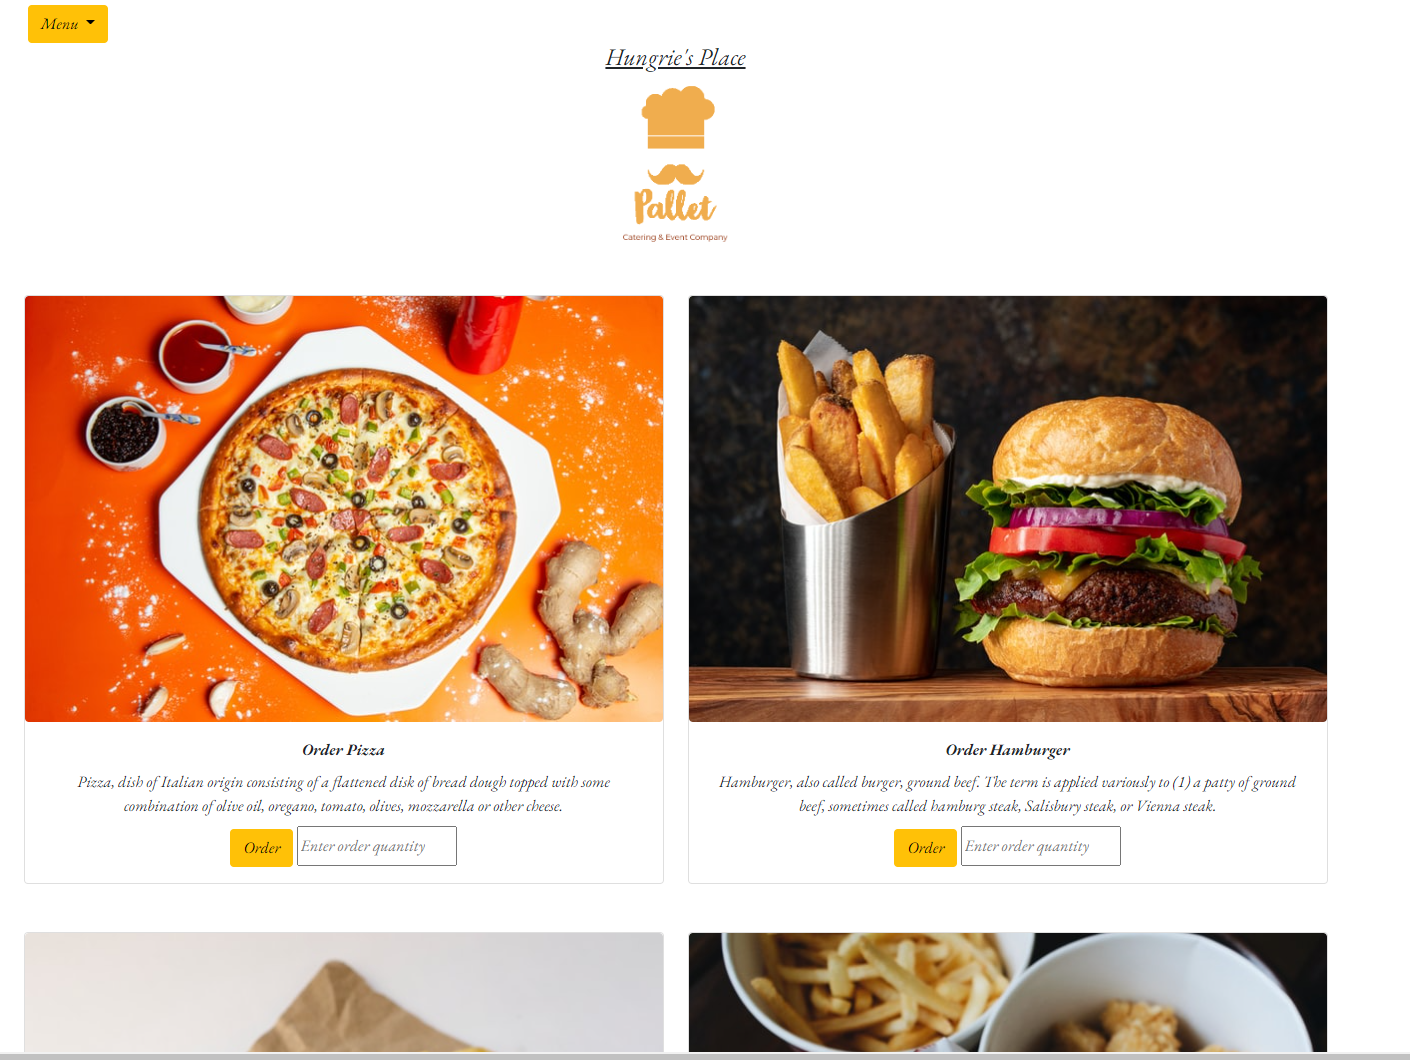 Menu
Hungrie's Place
Pallet
Catering & Event Company
Order Pizza
Pizza, dish of Italian origin consisting of a flattened disk of bread dough topped with some
combination of olive oil, oregano, tomato, olives, mozzarella or other cheese.
Order Enter order quantity
Order Hamburger
Hamburger, also called burger, ground beef. The term is applied variously to (1) a patty of ground
beef, sometimes called hamburg steak, Salisbury steak, or Vienna steak.
Order Enter order quantity